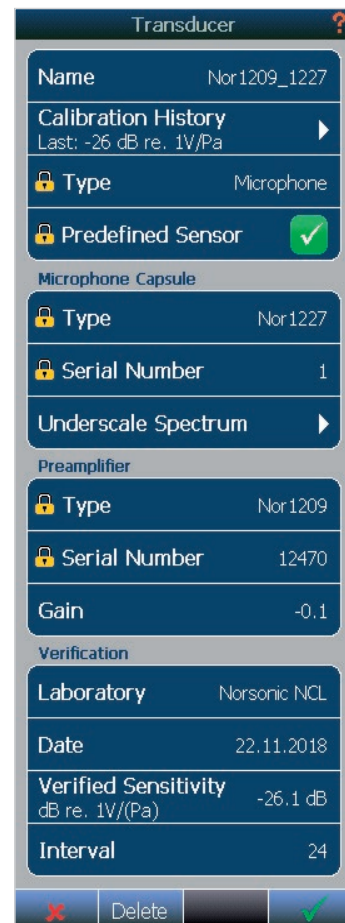 Transducer ?
Name Nor1209_1227
Calibration History
Last: -26 dB re. 1V/Pa
Type Microphone
Predefined Sensor
Microphone Capsule
Type Nor1227
Serial Number 1
Underscale Spectrum
Preamplifier
Type Nor1209
Serial Number 12470
Gain -0.1
Verification
Laboratory Norsonic NCL
Date 22.11.2018
Verified Sensitivity -26.1 dB
dB re. 1V/(Pa)
Interval 24
Delete